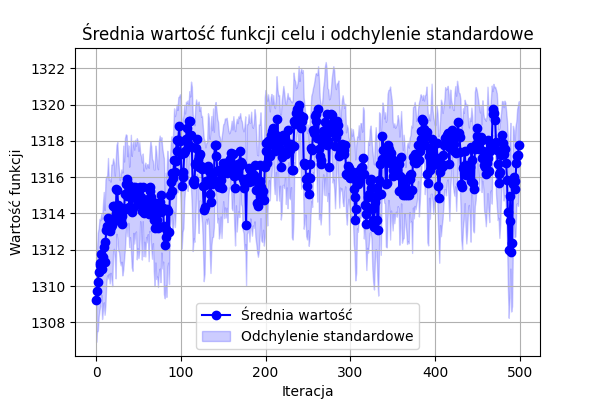 Średnia wartość funkcji celu i odchylenie standardowe
1322
1320
1318
1316
1314
1312
1310
1308
Wartość funkcji
0 100 200 300 400 500
Iteracja
Średnia wartość
Odchylenie standardowe